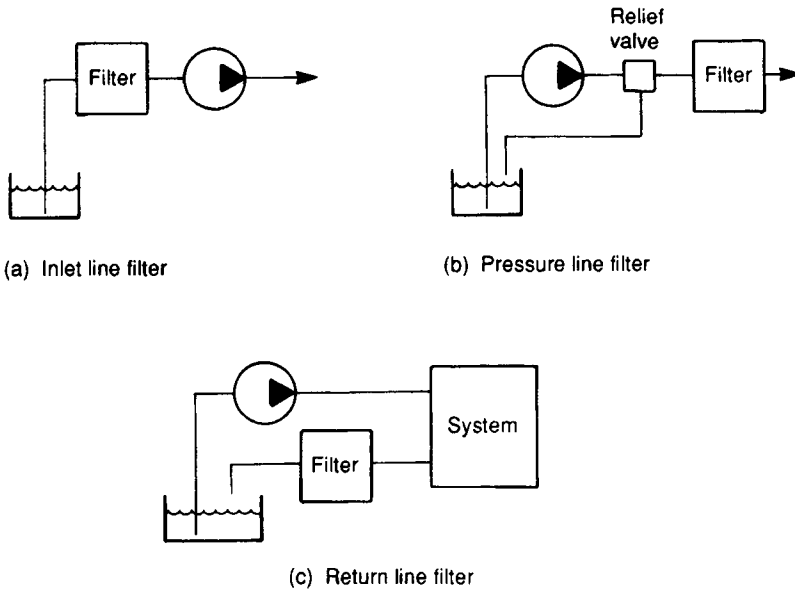 Filter
(a) Inlet line filter
Relief
valve
Filter
(b) Pressure line filter
System
Filter
(c) Return line filter